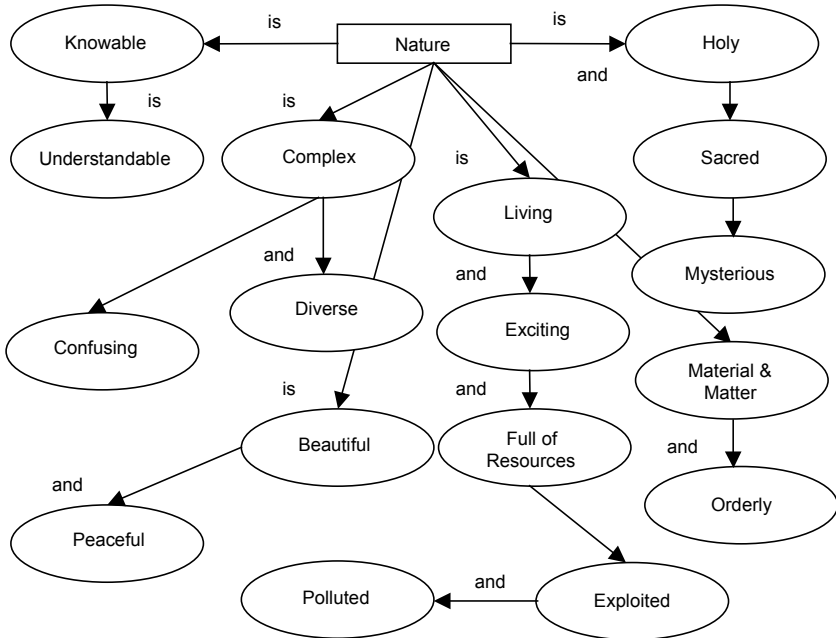 is
is
Knowable
Nature
Holy
and
is
is
Understandable
Complex
is
Sacred
Living
and
and
Mysterious
Diverse
Exciting
Confusing
Material &
Matter
is
and
Beautiful
Full of
Resources
and
and
Orderly
Peaceful
and
Polluted
Exploited